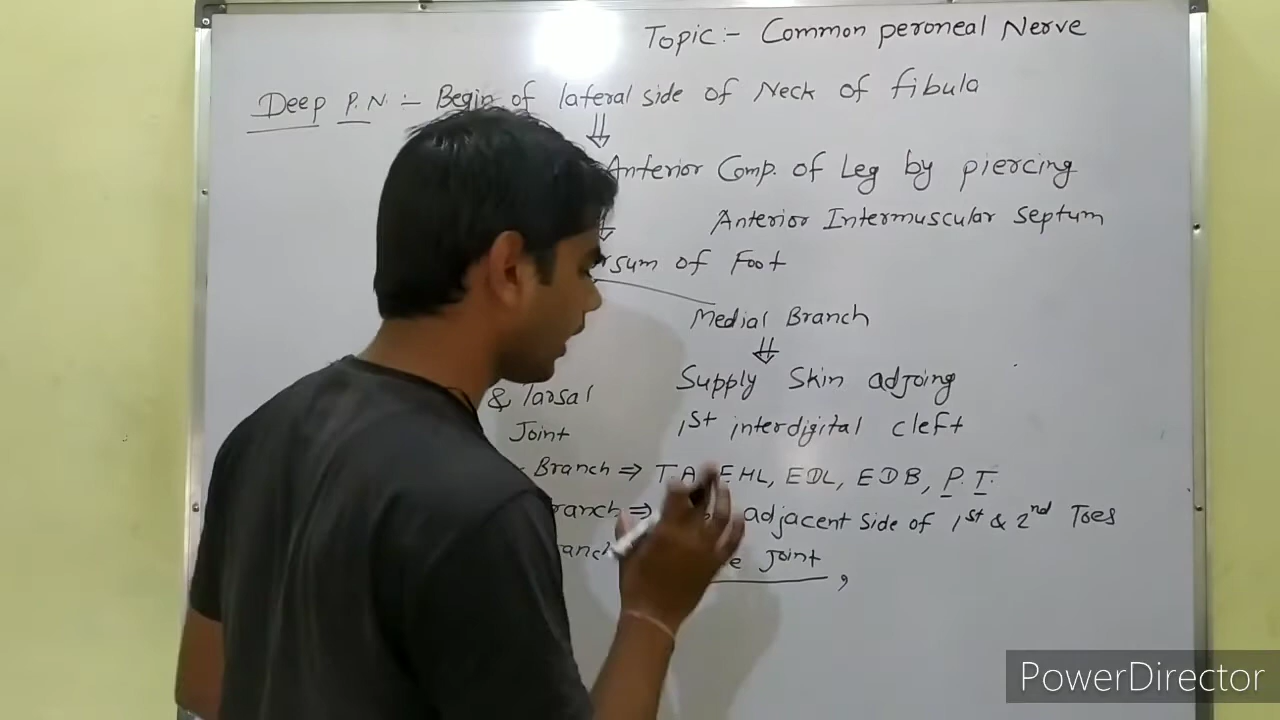 Topic:- Common peroneal Nerve
Deep P.N. :- Begin of lateral side of Neck of fibula
Anterior Comp. of Leg by piercing
Anterior Intermuscular Septum
of Foot
Medial Branch
Supply Skin adjoing
& Tarsal
1st interdigital cleft
Joint
Branch ⇒ TA, EHL, EDL, EDB, P.T.
⇒ adjacent side of 1st & 2nd Toes
Joint,
PowerDirector